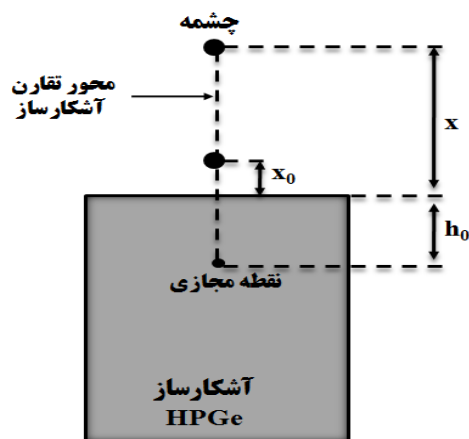 چشمه
محور تقارن
آشکارساز
x
x₀
h₀
نقطه مجازی
آشکارساز
HPGe